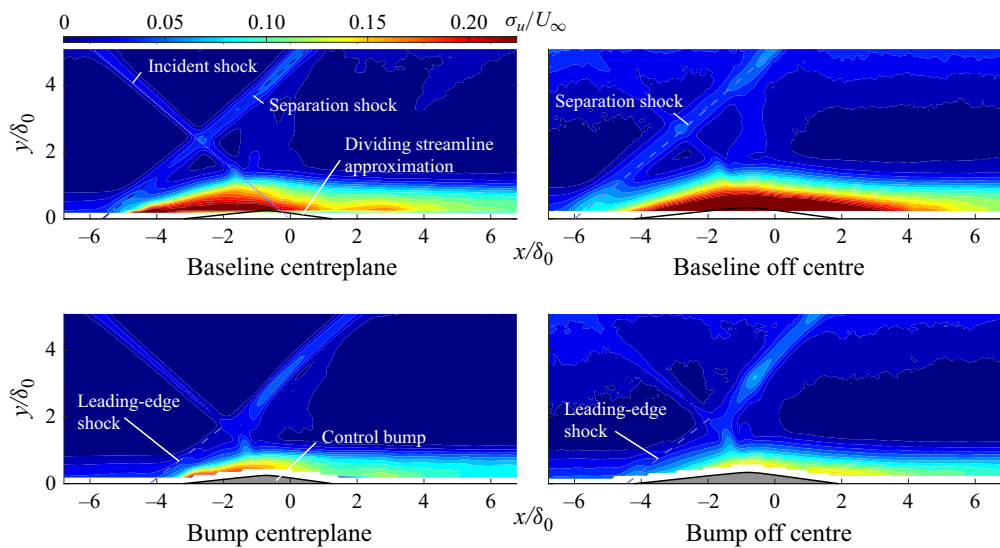 0 0.05 0.10 0.15 0.20 σu/U∞
Incident shock
Separation shock
Dividing streamline
approximation
y/δ0
4
2
0
−6 −4 −2 0 2 4 6
Baseline centreplane
x/δ0
Separation shock
−6 −4 −2 0 2 4 6
Baseline off centre
Leading-edge
shock
Control bump
y/δ0
4
2
0
−6 −4 −2 0 2 4 6
Bump centreplane
x/δ0
Leading-edge
shock
−6 −4 −2 0 2 4 6
Bump off centre